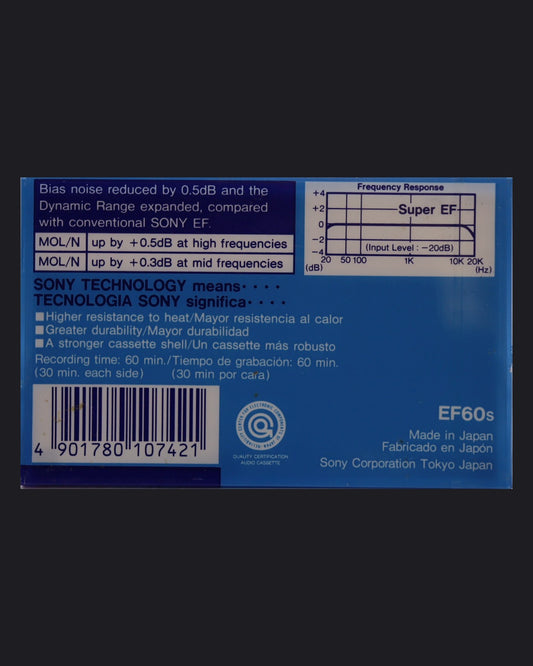 Bias noise reduced by 0.5dB and the
Dynamic Range expanded, compared
with conventional SONY EF.
MOL/N up by +0.5dB at high frequencies
MOL/N up by +0.3dB at mid frequencies
Frequency Response
+4
+2
0
-2
-4
(dB)
Super EF
(Input Level : -20dB)
20 50 100 1K 10K 20K
(Hz)
SONY TECHNOLOGY means・・・・
TECNOLOGIA SONY significa・・・・
■Higher resistance to heat/Mayor resistencia al calor
■Greater durability/Mayor durabilidad
■A stronger cassette shell/Un cassette más robusto
Recording time: 60 min./Tiempo de grabación: 60 min.
(30 min. each side) (30 min por cara)
4 901780 107421
QUALITY CERTIFICATION
AUDIO CASSETTE
EF60s
Made in Japan
Fabricado en Japón
Sony Corporation Tokyo Japan